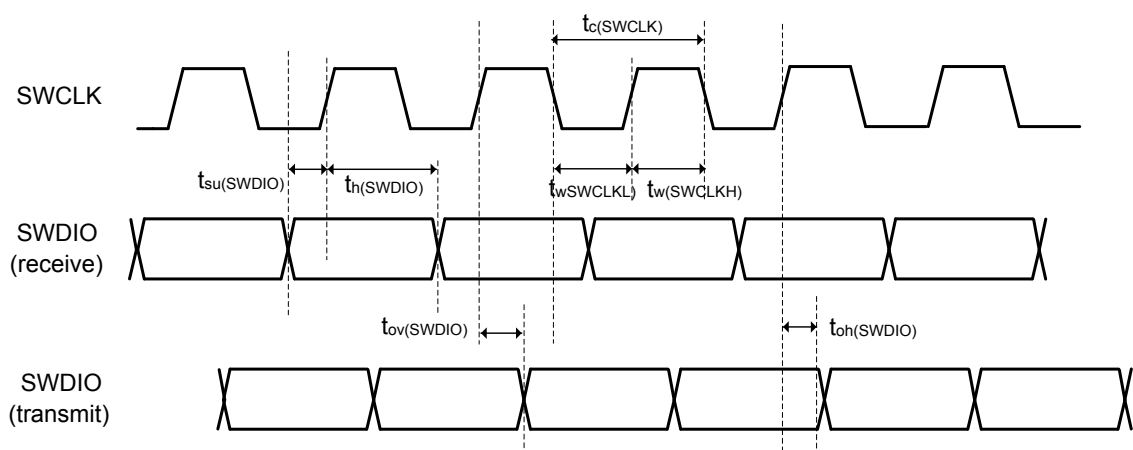 tc(SWCLK)
SWCLK
tsu(SWDIO)
th(SWDIO)
twSWCLKL)
tw(SWCLKH)
SWDIO
(receive)
tov(SWDIO)
toh(SWDIO)
SWDIO
(transmit)